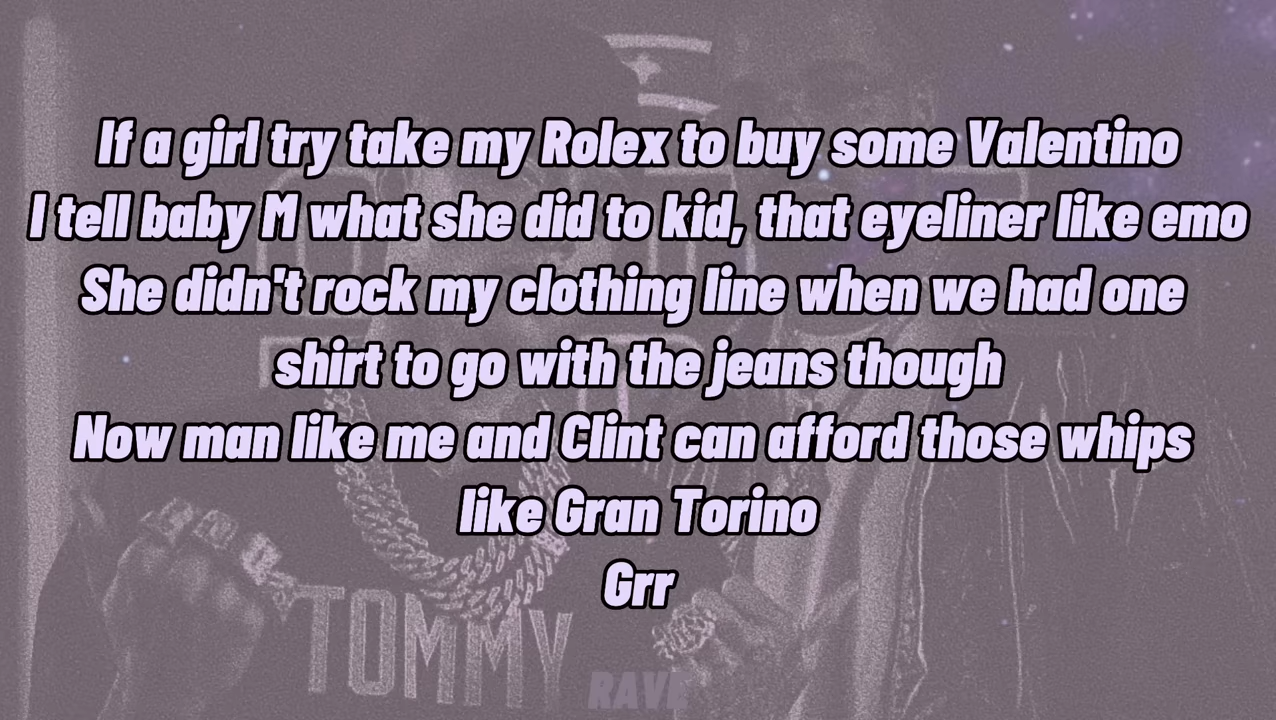 If a girl try take my Rolex to buy some Valentino
I tell baby M what she did to kid, that eyeliner like emo
She didn't rock my clothing line when we had one
shirt to go with the jeans though
Now man like me and Clint can afford those whips
like Gran Torino
Grr
TOMMY
RAVE